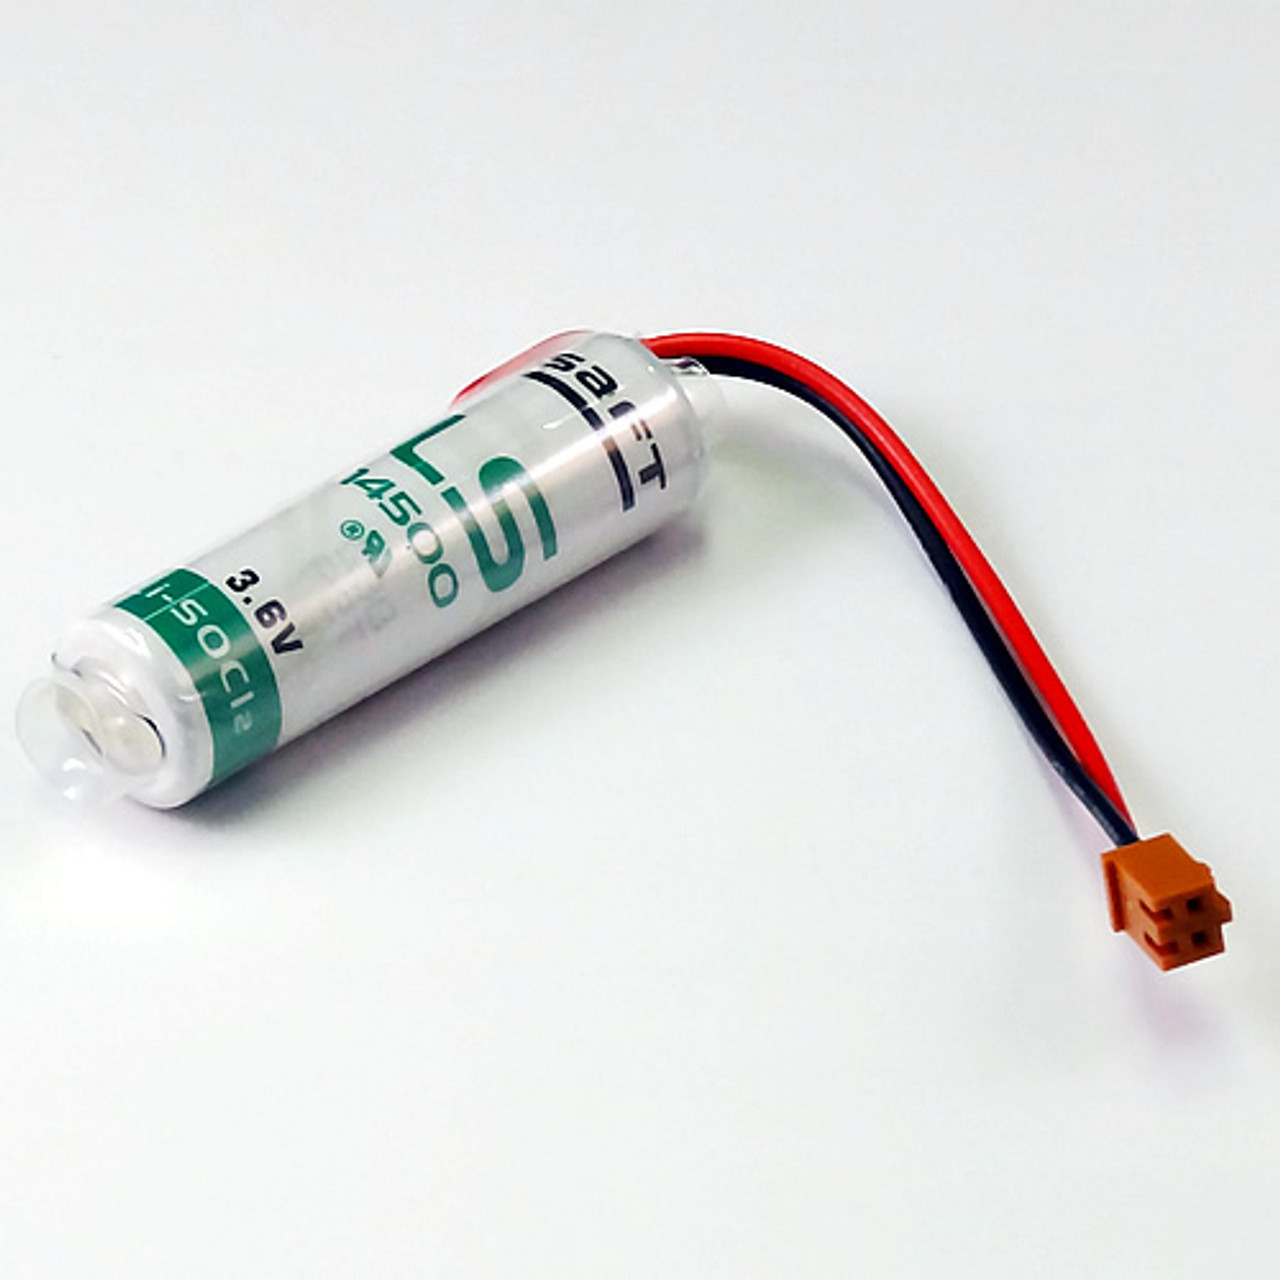 saFT
LS
14500
®
3.6V
Li-SOCl₂